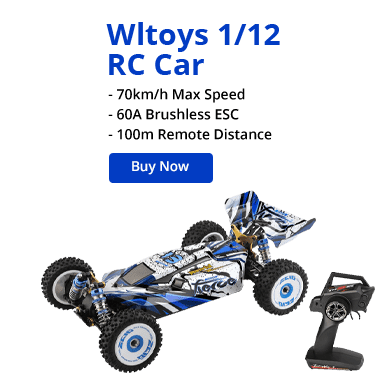 Wltoys 1/12
RC Car
- 70km/h Max Speed
- 60A Brushless ESC
- 100m Remote Distance
Buy Now